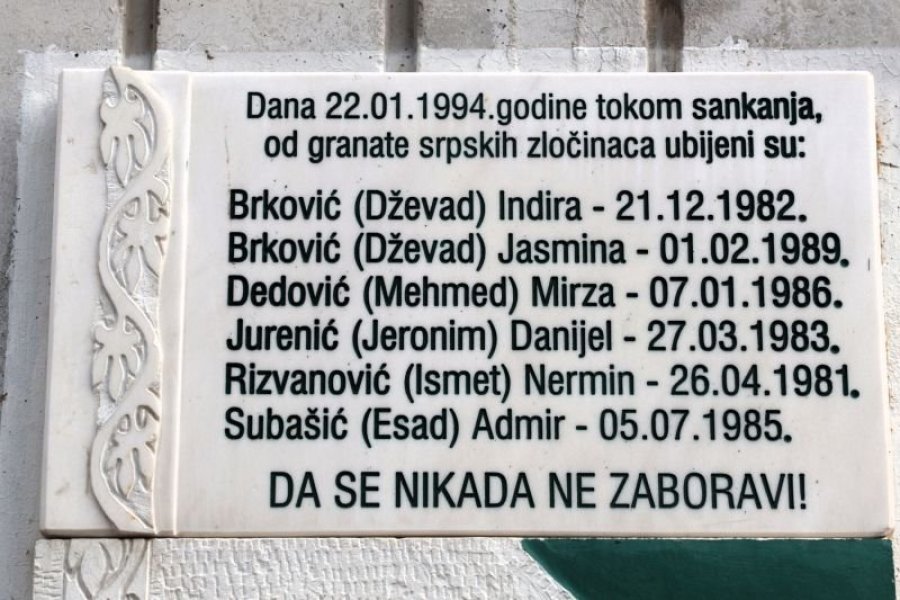 Dana 22.01.1994.godine tokom sankanja,
od granate srpskih zločinaca ubijeni su:
Brković (Dževad) Indira - 21.12.1982.
Brković (Dževad) Jasmina - 01.02.1989.
Dedović (Mehmed) Mirza - 07.01.1986.
Jurenić (Jeronim) Danijel - 27.03.1983.
Rizvanović (Ismet) Nermin - 26.04.1981.
Subašić (Esad) Admir - 05.07.1985.
DA SE NIKADA NE ZABORAVI!